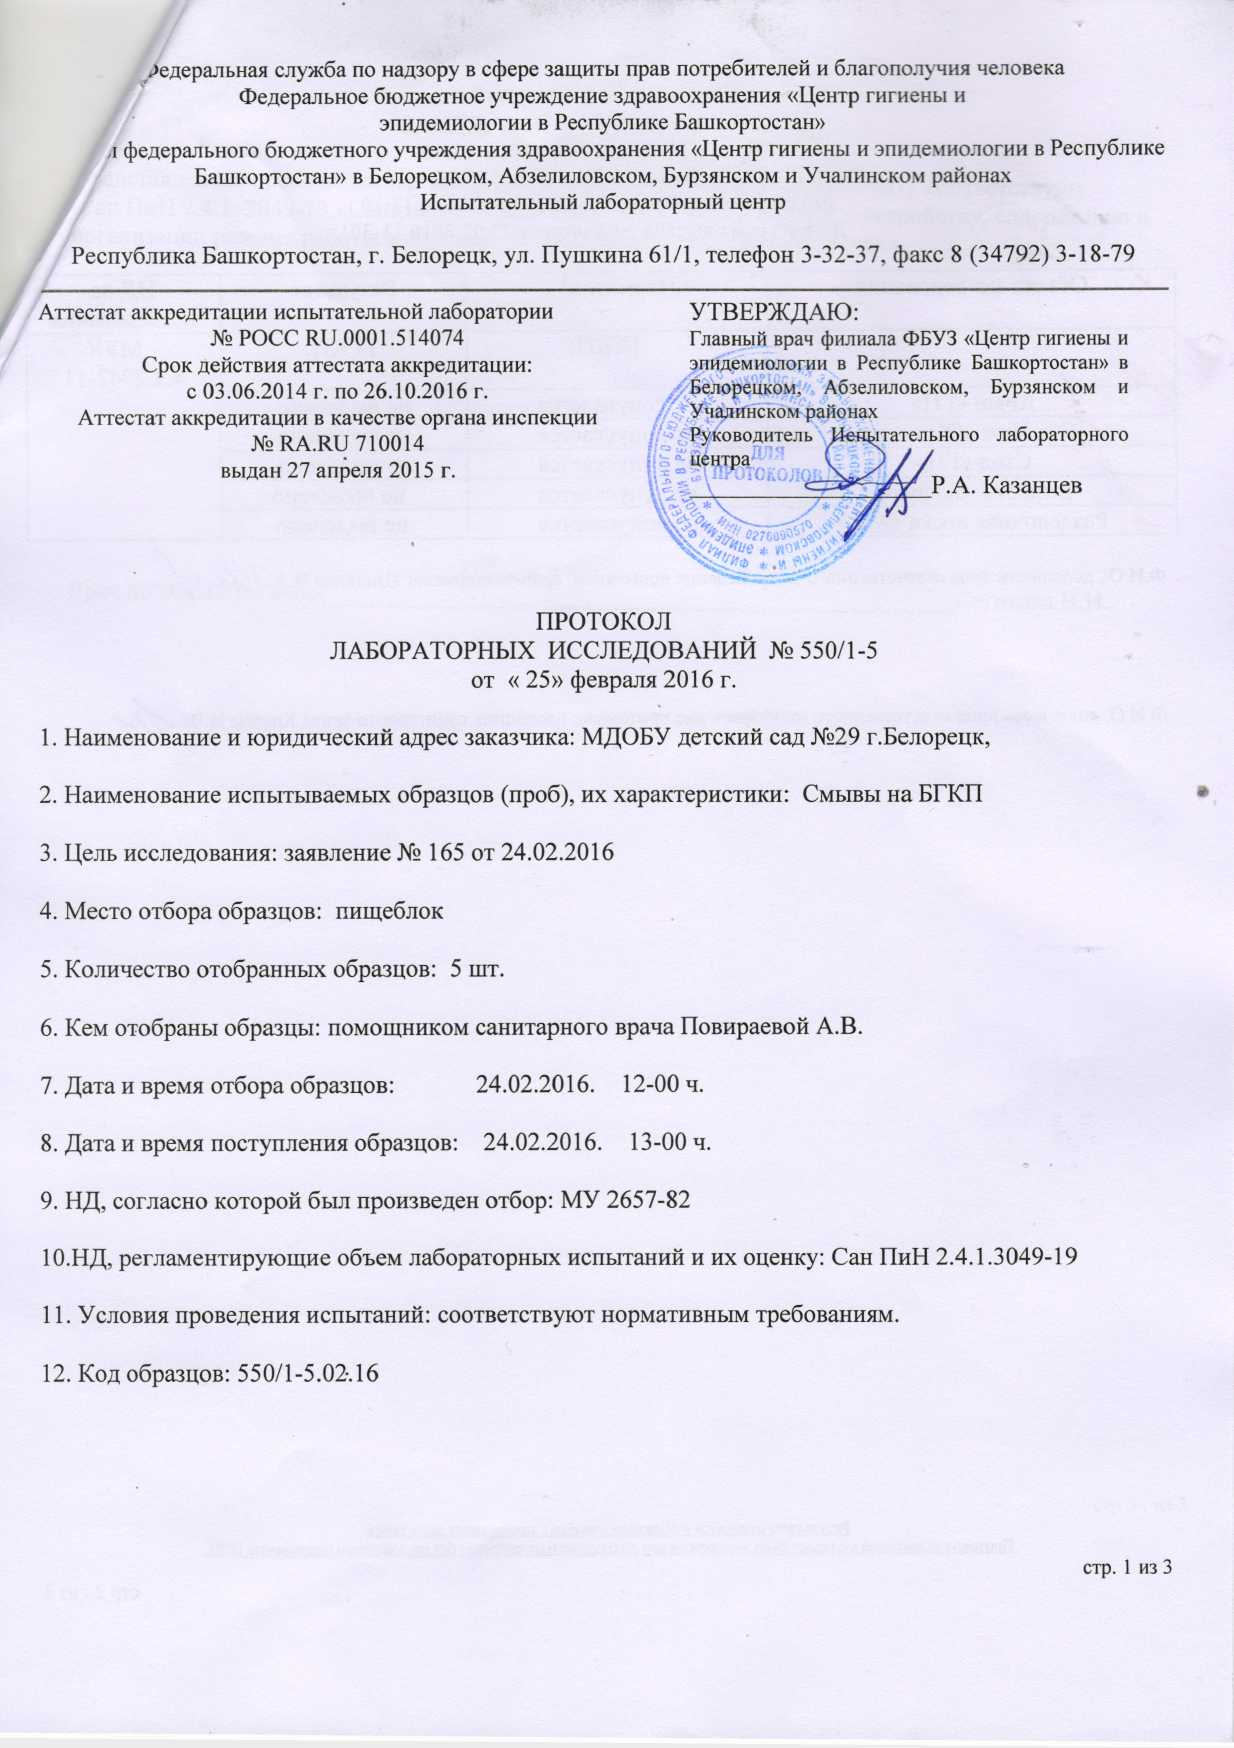 Федеральная служба по надзору в сфере защиты прав потребителей и благополучия человека
Федеральное бюджетное учреждение здравоохранения «Центр гигиены и
эпидемиологии в Республике Башкортостан»
федерального бюджетного учреждения здравоохранения «Центр гигиены и эпидемиологии в Республике
Башкортостан» в Белорецком, Абзелиловском, Бурзянском и Учалинском районах
Испытательный лабораторный центр
Республика Башкортостан, г. Белорецк, ул. Пушкина 61/1, телефон 3-32-37, факс 8 (34792) 3-18-79
Аттестат аккредитации испытательной лаборатории
№ РОСС RU.0001.514074
Срок действия аттестата аккредитации:
с 03.06.2014 г. по 26.10.2016 г.
Аттестат аккредитации в качестве органа инспекции
№ RA.RU 710014
выдан 27 апреля 2015 г.
УТВЕРЖДАЮ:
Главный врач филиала ФБУЗ «Центр гигиены и
эпидемиологии в Республике Башкортостан» в
Белорецком, Абзелиловском, Бурзянском и
Учалинском районах
Руководитель Испытательного лабораторного
центра
Р.А. Казанцев
ДЛЯ
ПРОТОКОЛОВ
ИНН 0276090570
ПРОТОКОЛ
ЛАБОРАТОРНЫХ ИССЛЕДОВАНИЙ № 550/1-5
от « 25» февраля 2016 г.
1. Наименование и юридический адрес заказчика: МДОБУ детский сад №29 г.Белорецк,
2. Наименование испытываемых образцов (проб), их характеристики: Смывы на БГКП
3. Цель исследования: заявление № 165 от 24.02.2016
4. Место отбора образцов: пищеблок
5. Количество отобранных образцов: 5 шт.
6. Кем отобраны образцы: помощником санитарного врача Повираевой А.В.
7. Дата и время отбора образцов: 24.02.2016. 12-00 ч.
8. Дата и время поступления образцов: 24.02.2016. 13-00 ч.
9. НД, согласно которой был произведен отбор: МУ 2657-82
10.НД, регламентирующие объем лабораторных испытаний и их оценку: Сан ПиН 2.4.1.3049-19
11. Условия проведения испытаний: соответствуют нормативным требованиям.
12. Код образцов: 550/1-5.02.16
стр. 1 из 3